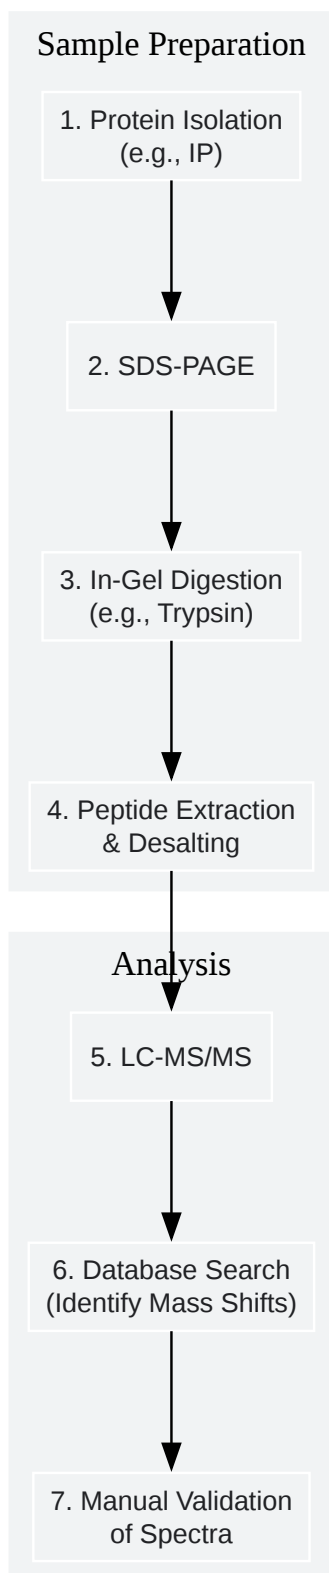 Sample Preparation
1. Protein Isolation
(e.g., IP)
2. SDS-PAGE
3. In-Gel Digestion
(e.g., Trypsin)
4. Peptide Extraction
& Desalting
Analysis
5. LC-MS/MS
6. Database Search
(Identify Mass Shifts)
7. Manual Validation
of Spectra